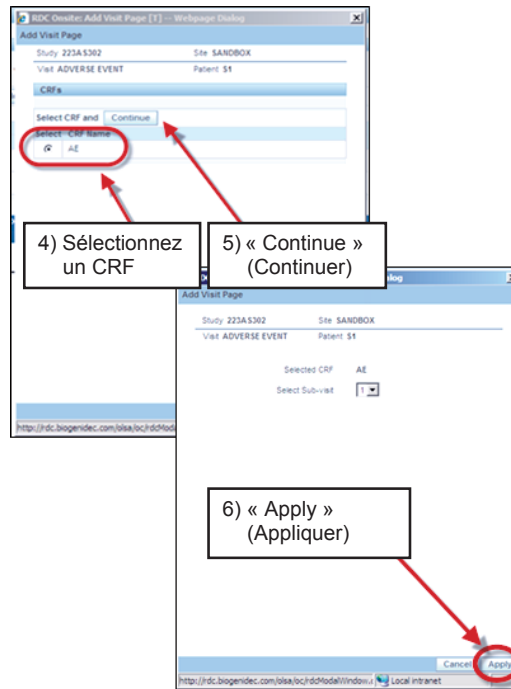 RDC Onsite: Add Visit Page [T] -- Webpage Dialog
Add Visit Page
Study 223AS302 Site SANDBOX
Visit ADVERSE EVENT Patient S1
CRFs
Select CRF and Continue
Select CRF Name
AE
4) Sélectionnez
un CRF
5) « Continue »
(Continuer)
Add Visit Page
Study 223AS302 Site SANDBOX
Visit ADVERSE EVENT Patient S1
Selected CRF AE
Select Sub-visit 1
http://rdc.biogenidec.com/olsa/oc/rdcMod
6) « Apply »
(Appliquer)
Cancel Apply
http://rdc.biogenidec.com/olsa/oc/rdcModalWindow. Local intranet